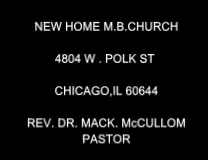 NEW HOME M.B.CHURCH
4804 W . POLK ST
CHICAGO,IL 60644
REV. DR. MACK. McCULLOM
PASTOR